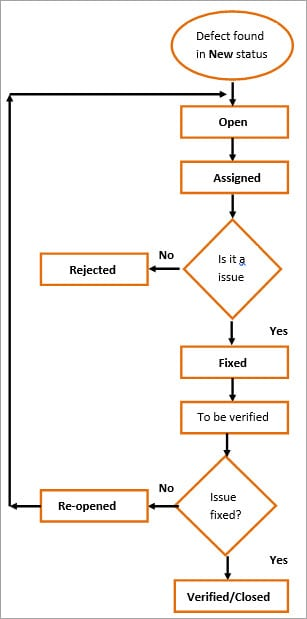 Defect found
in New status
Open
Assigned
Is it a
issue
No
Rejected
Yes
Fixed
To be verified
Issue
fixed?
No
Re-opened
Yes
Verified/Closed